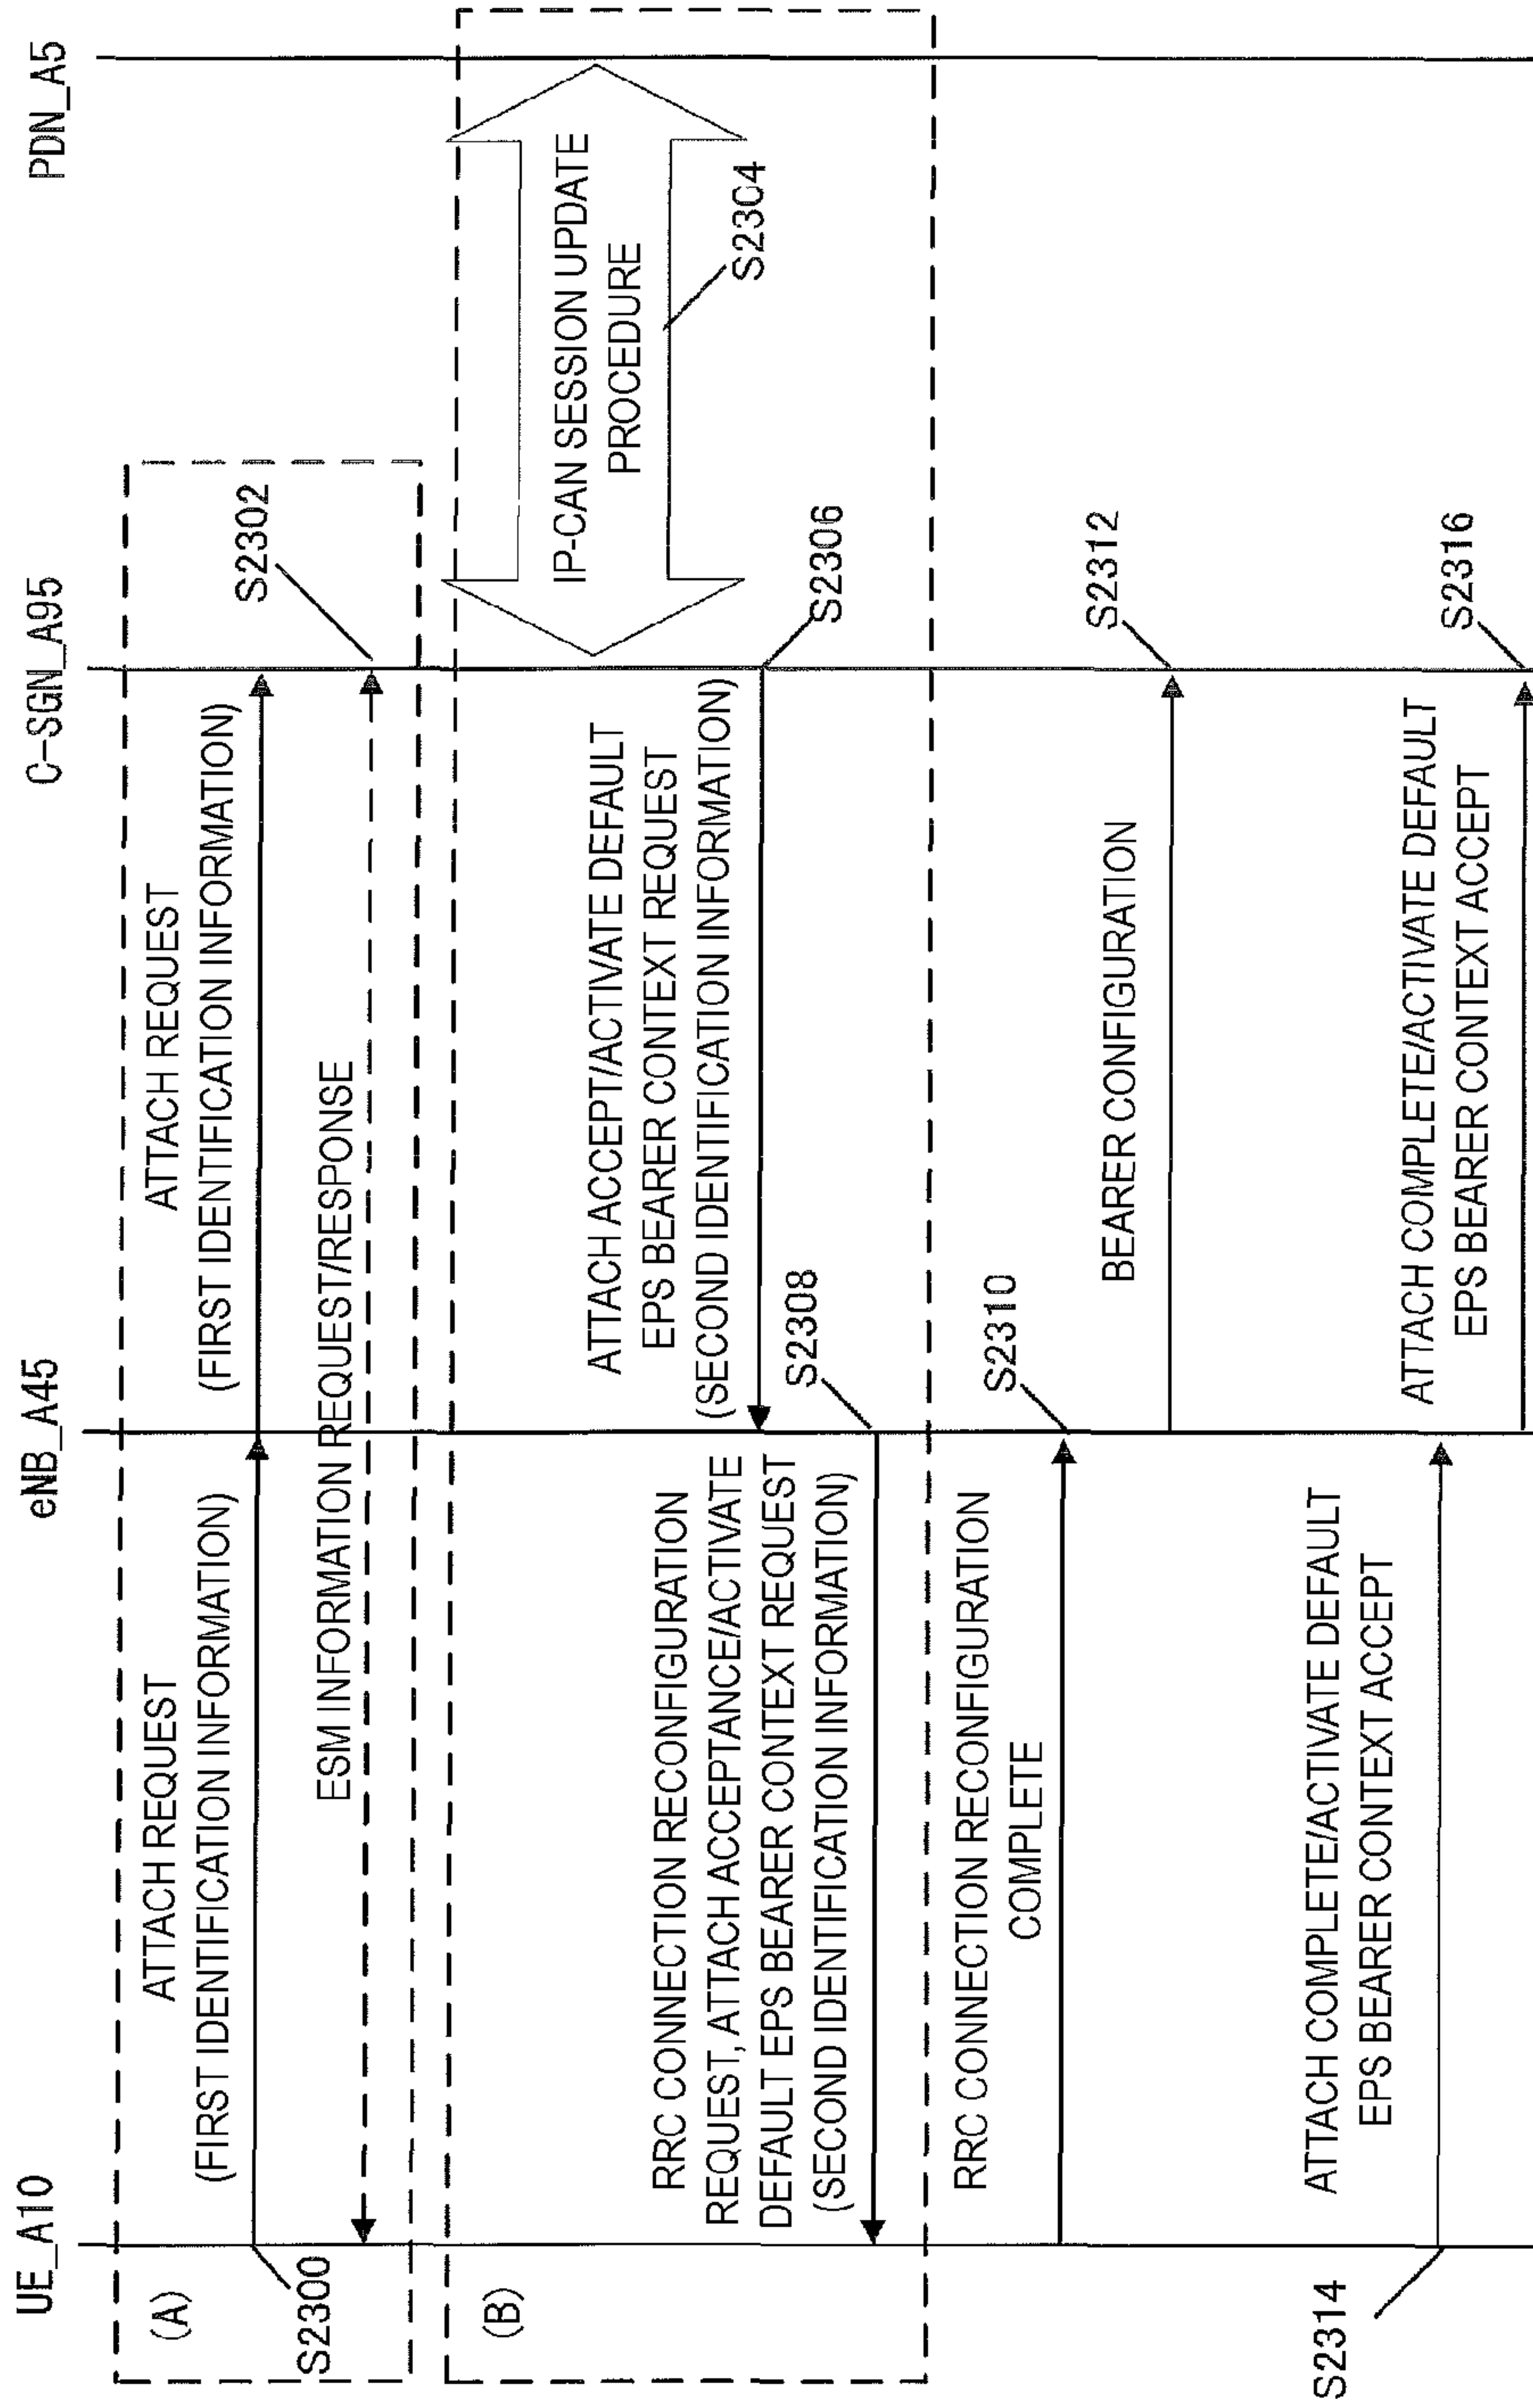 UE_A10
eNB_A45
C-SGN_A95
PDN_A5
(A)
ATTACH REQUEST
(FIRST IDENTIFICATION INFORMATION)
ATTACH REQUEST
(FIRST IDENTIFICATION INFORMATION)
S2300
S2302
ESM INFORMATION REQUEST/RESPONSE
(B)
IP-CAN SESSION UPDATE
PROCEDURE
S2304
ATTACH ACCEPT/ACTIVATE DEFAULT
EPS BEARER CONTEXT REQUEST
(SECOND IDENTIFICATION INFORMATION)
S2306
RRC CONNECTION RECONFIGURATION
REQUEST, ATTACH ACCEPTANCE/ACTIVATE
DEFAULT EPS BEARER CONTEXT REQUEST
(SECOND IDENTIFICATION INFORMATION)
S2308
RRC CONNECTION RECONFIGURATION
COMPLETE
S2310
BEARER CONFIGURATION
S2312
ATTACH COMPLETE/ACTIVATE DEFAULT
EPS BEARER CONTEXT ACCEPT
S2314
ATTACH COMPLETE/ACTIVATE DEFAULT
EPS BEARER CONTEXT ACCEPT
S2316